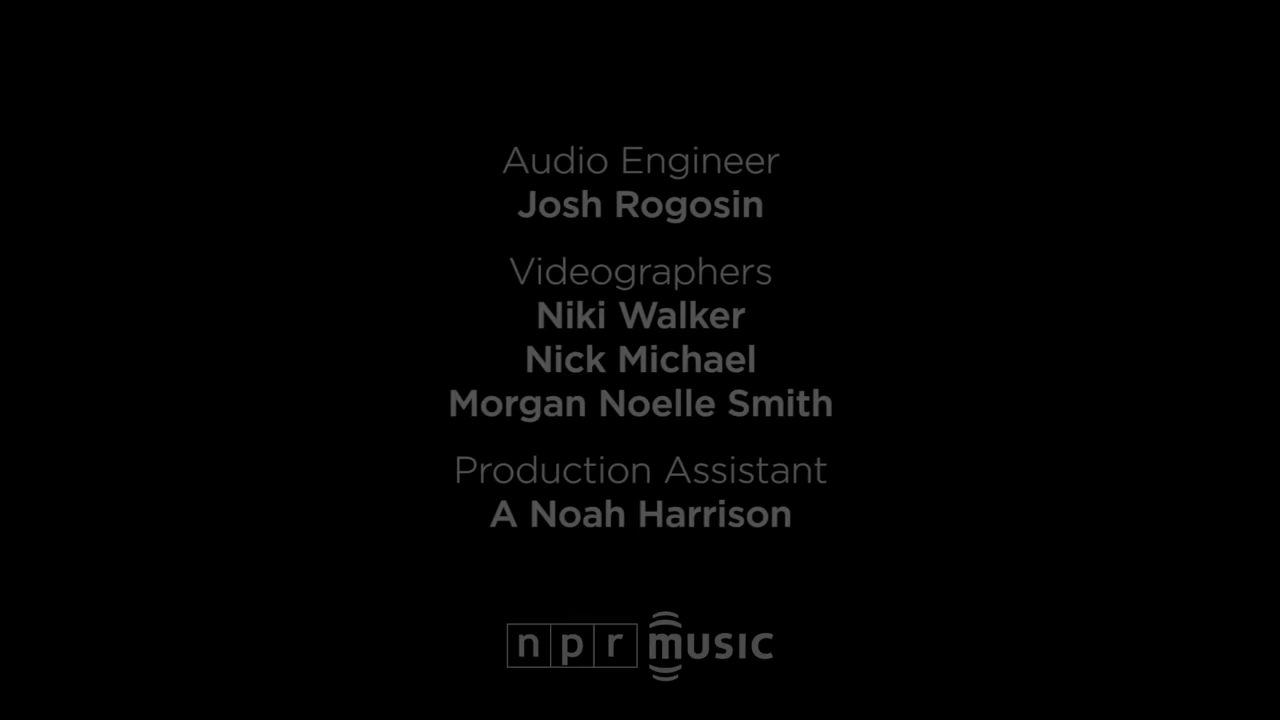 Audio Engineer
Josh Rogosin
Videographers
Niki Walker
Nick Michael
Morgan Noelle Smith
Production Assistant
A Noah Harrison
npr MUSIC